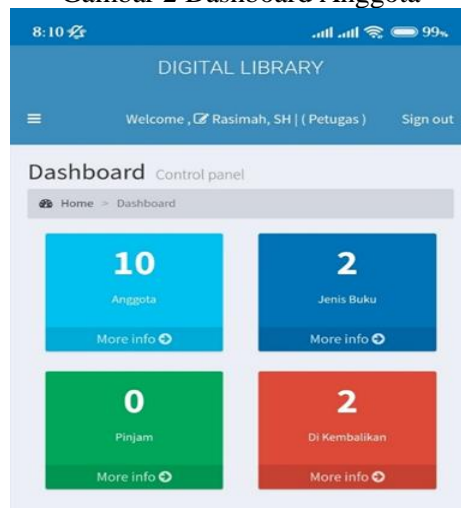 Gambar 2 Dashboard Anggota
8:10 99%
DIGITAL LIBRARY
Welcome , Rasimah, SH | ( Petugas ) Sign out
Dashboard Control panel
Home > Dashboard
10
Anggota
More info
2
Jenis Buku
More info
0
Pinjam
More info
2
Di Kembalikan
More info